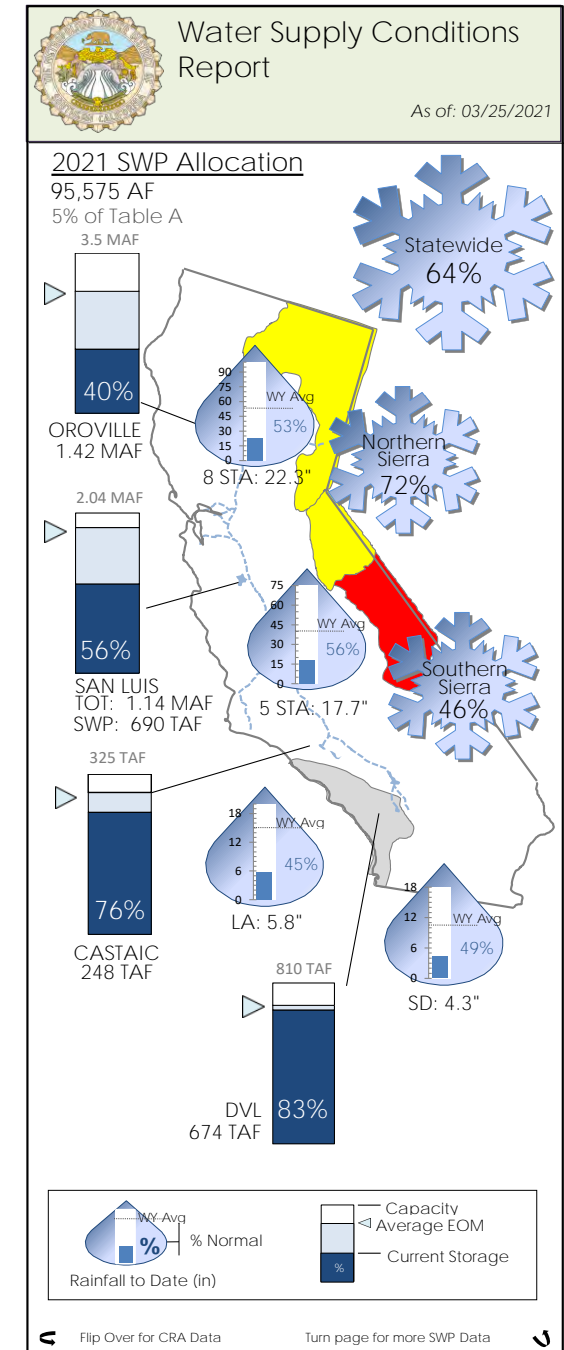 Water Supply Conditions
Report
As of: 03/25/2021
2021 SWP Allocation
95,575 AF
5% of Table A
3.5 MAF
40%
OROVILLE
1.42 MAF
Statewide
64%
90
75
60
45
30
15
0
WY Avg
53%
8 STA: 22.3"
Northern
Sierra
72%
2.04 MAF
56%
SAN LUIS
TOT: 1.14 MAF
SWP: 690 TAF
75
60
45
30
15
0
WY Avg
56%
5 STA: 17.7"
Southern
Sierra
46%
325 TAF
76%
CASTAIC
248 TAF
18
12
6
0
WY Avg
45%
LA: 5.8"
18
12
6
0
WY Avg
49%
SD: 4.3"
810 TAF
83%
DVL
674 TAF
WY Avg
%
% Normal
Rainfall to Date (in)
Capacity
Average EOM
Current Storage
%
Flip Over for CRA Data
Turn page for more SWP Data